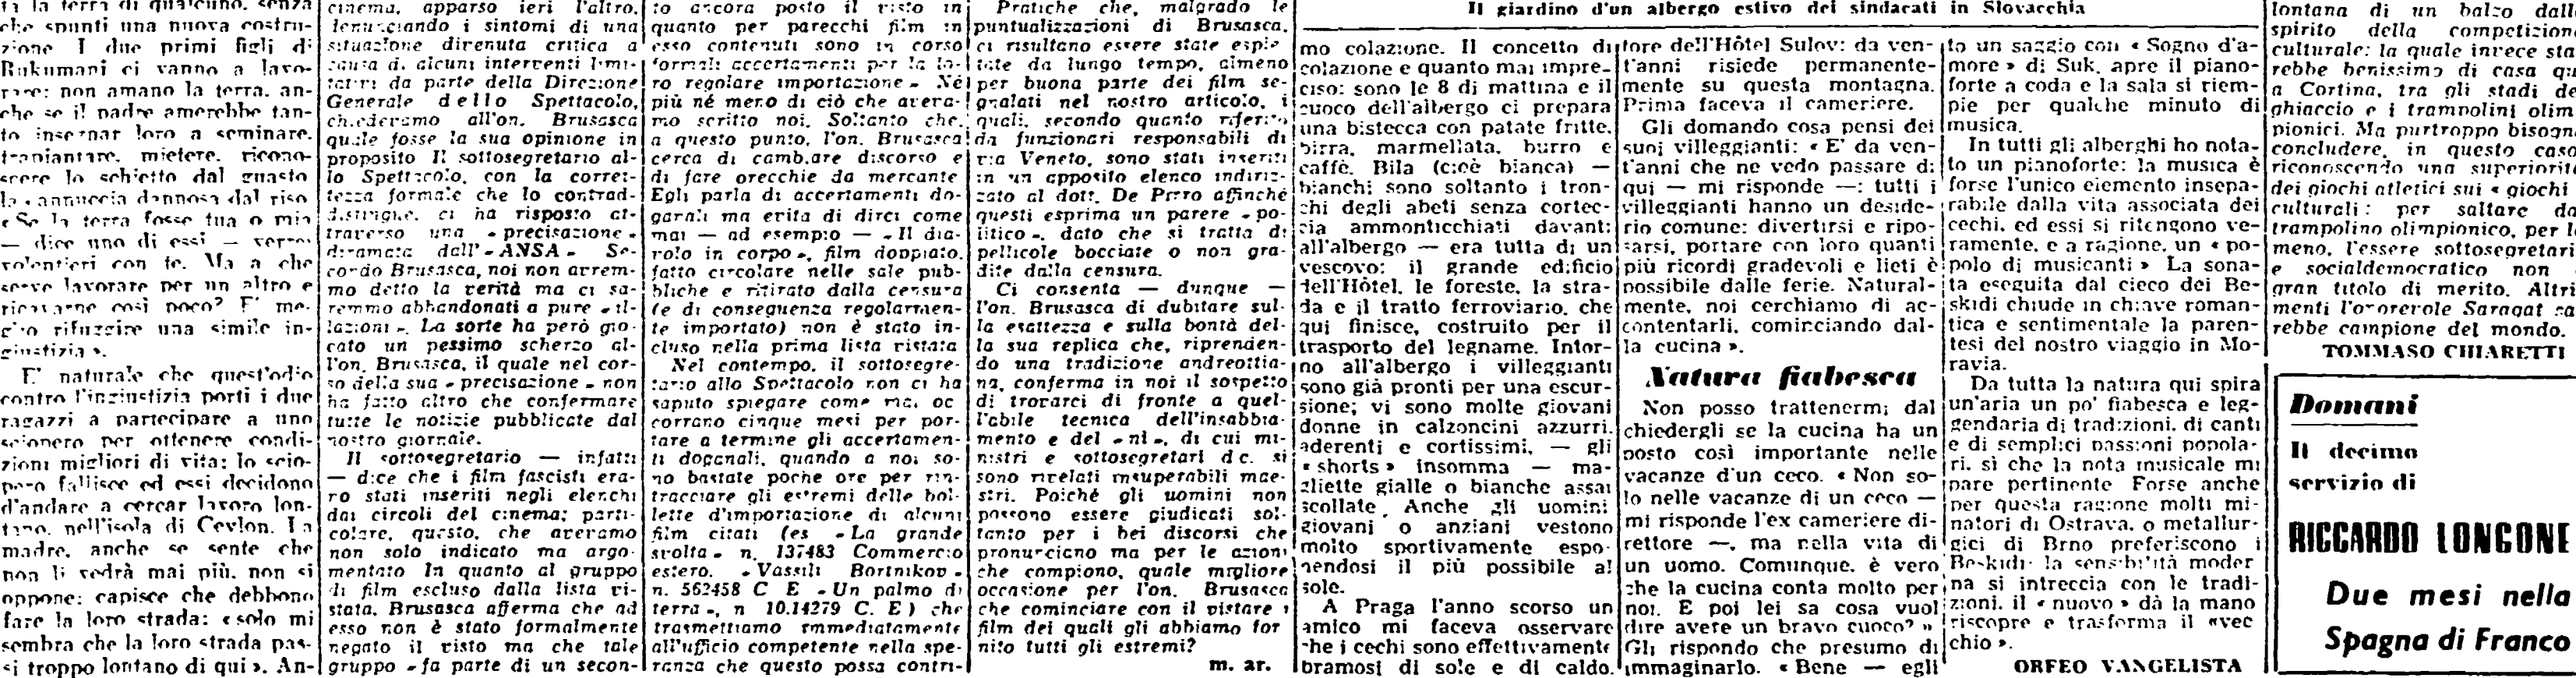 ta la terra di qualcuno, senza
che spunti una nuova costru-
zione I due primi figli di
Rukumani ci vanno a lavo-
rare: non amano la terra, an-
che se il padre amerebbe tan-
to insegnar loro a seminare,
trapiantare, mietere, ricono-
scere lo schietto dal guasto
la cannuccia dannosa dal riso
«Se la terra fosse tua o mia
— dice uno di essi — verrei
volentieri con te. Ma a che
serve lavorare per un altro e
ricavarne così poco? E' me-
glio rifuggire una simile in-
giustizia ».
E' naturale che quest'odio
contro l'ingiustizia porti i due
ragazzi a partecipare a uno
sciopero per ottenere condi-
zioni migliori di vita: lo scio-
pero fallisce ed essi decidono
d'andare a cercar lavoro lon-
tano, nell'isola di Ceylon. La
madre, anche se sente che
non li vedrà mai più, non si
oppone: capisce che debbono
fare la loro strada: «solo mi
sembra che la loro strada pas-
si troppo lontano di qui ». An-
cinema, apparso ieri l'altro,
denunciando i sintomi di una
situazione divenuta critica a
causa di alcuni interventi limi-
tativi da parte della Direzione
Generale dello Spettacolo,
chiedevamo all'on. Brusasca
quale fosse la sua opinione in
proposito Il sottosegretario al-
lo Spettacolo, con la corret-
tezza formale che lo contrad-
distingue, ci ha risposto at-
traverso una « precisazione »
diramata dall'« ANSA » Se-
condo Brusasca, noi non avrem-
mo detto la verità ma ci sa-
remmo abbandonati a pure « il-
lazioni ». La sorte ha però gio-
cato un pessimo scherzo al-
l'on. Brusasca, il quale nel cor-
so della sua « precisazione » non
ha fatto altro che confermare
tutte le notizie pubblicate dal
nostro giornale.
Il sottosegretario — infatti
— dice che i film fascisti era-
no stati inseriti negli elenchi
dai circoli del cinema; parti-
colare, questo, che avevamo
non solo indicato ma argo-
mentato In quanto al gruppo
di film escluso dalla lista vi-
stata, Brusasca afferma che ad
esso non è stato formalmente
negato il visto ma che tale
gruppo « fa parte di un secon-
to ancora posto il visto in
quanto per parecchi film in
esso contenuti sono in corso
formali accertamenti per la lo-
ro regolare importazione » Né
più né meno di ciò che aveva-
mo scritto noi. Soltanto che,
a questo punto, l'on. Brusasca
cerca di cambiare discorso e
di fare orecchie da mercante
Egli parla di accertamenti do-
ganali ma evita di dirci come
mai — ad esempio — « Il dia-
volo in corpo », film doppiato,
fatto circolare nelle sale pub-
bliche e ritirato dalla censura
(e di conseguenza regolarmen-
te importato) non è stato in-
cluso nella prima lista vistata
Nel contempo, il sottosegre-
tario allo Spettacolo non ci ha
saputo spiegare come mai oc
corrano cinque mesi per por-
tare a termine gli accertamen-
ti doganali, quando a noi so-
no bastate poche ore per rin-
tracciare gli estremi delle bol-
lette d'importazione di alcuni
film citati (es « La grande
svolta » n. 137483 Commercio
estero. « Vassili Bortnikov »
n. 562458 C E « Un palmo di
terra », n 10.14279 C. E ) che
trasmettiamo immediatamente
all'ufficio competente nella spe-
ranza che questo possa contri-
Pratiche che, malgrado le
puntualizzazioni di Brusasca,
ci risultano essere state esple-
tate da lungo tempo, almeno
per buona parte dei film se-
gnalati nel nostro articolo, i
quali, secondo quanto riferito
da funzionari responsabili di
via Veneto, sono stati inseriti
in un apposito elenco indiriz-
zato al dott. De Pirro affinché
questi esprima un parere « po-
litico », dato che si tratta di
pellicole bocciate o non gra-
dite dalla censura.
Ci consenta — dunque —
l'on. Brusasca di dubitare sul-
la esattezza e sulla bontà del-
la sua replica che, riprenden-
do una tradizione andreottia-
na, conferma in noi il sospetto
di trovarci di fronte a quel-
l'abile tecnica dell'insabbia-
mento e del « ni », di cui mi-
nistri e sottosegretari d c. si
sono rivelati insuperabili mae-
stri. Poiché gli uomini non
possono essere giudicati sol-
tanto per i bei discorsi che
pronunciano ma per le azioni
che compiono, quale migliore
occasione per l'on. Brusasca
che cominciare con il vistare i
film dei quali gli abbiamo for
nito tutti gli estremi?
m. ar.
Il giardino d'un albergo estivo dei sindacati in Slovacchia
mo colazione. Il concetto di
colazione e quanto mai impre-
ciso: sono le 8 di mattina e il
cuoco dell'albergo ci prepara
una bistecca con patate fritte,
birra, marmellata, burro e
caffè. Bila (cioè bianca) —
bianchi sono soltanto i tron-
chi degli abeti senza cortec-
cia ammonticchiati davanti
all'albergo — era tutta di un
vescovo: il grande edificio
dell'Hôtel, le foreste, la stra-
da e il tratto ferroviario, che
qui finisce, costruito per il
trasporto del legname. Intor-
no all'albergo i villeggianti
sono già pronti per una escur-
sione; vi sono molte giovani
donne in calzoncini azzurri,
aderenti e cortissimi, — gli
« shorts » insomma — ma-
gliette gialle o bianche assai
scollate. Anche gli uomini
giovani o anziani vestono
molto sportivamente espo-
nendosi il più possibile al
sole.
A Praga l'anno scorso un
amico mi faceva osservare
che i cechi sono effettivamente
bramosi di sole e di caldo.
tore dell'Hôtel Sulov: da ven-
t'anni risiede permanente-
mente su questa montagna.
Prima faceva il cameriere.
Gli domando cosa pensi dei
suoi villeggianti: « E' da ven-
t'anni che ne vedo passare di
qui — mi risponde —: tutti i
villeggianti hanno un deside-
rio comune: divertirsi e ripo-
sarsi, portare con loro quanti
più ricordi gradevoli e lieti è
possibile dalle ferie. Natural-
mente, noi cerchiamo di ac-
contentarli, cominciando dal-
la cucina ».
Natura fiabesca
Non posso trattenermi dal
chiedergli se la cucina ha un
posto così importante nelle
vacanze d'un ceco. « Non so-
lo nelle vacanze di un ceco —
mi risponde l'ex cameriere di-
rettore —, ma nella vita di
un uomo. Comunque, è vero
che la cucina conta molto per
noi. E poi lei sa cosa vuol
dire avere un bravo cuoco? »
Gli rispondo che presumo di
immaginarlo. « Bene — egli
to un saggio con « Sogno d'a-
more » di Suk, apre il piano-
forte a coda e la sala si riem-
pie per qualche minuto di
musica.
In tutti gli alberghi ho nota-
to un pianoforte: la musica è
forse l'unico elemento insepa-
rabile dalla vita associata dei
cechi, ed essi si ritengono ve-
ramente, e a ragione, un « po-
polo di musicanti » La sona-
ta eseguita dal cieco dei Be-
skidi chiude in chiave roman-
tica e sentimentale la paren-
tesi del nostro viaggio in Mo-
ravia.
Da tutta la natura qui spira
un'aria un po' fiabesca e leg-
gendaria di tradizioni, di canti
e di semplici passioni popola-
ri, sì che la nota musicale mi
pare pertinente Forse anche
per questa ragione molti mi-
natori di Ostrava, o metallur-
gici di Brno preferiscono i
Beskidi: la sensibilità moder
na si intreccia con le tradi-
zioni, il « nuovo » dà la mano
riscopre e trasforma il «vec
chio ».
ORFEO VANGELISTA
lontana di un balzo dallo
spirito della competizione
culturale: la quale invece sta-
rebbe benissimo di casa qui
a Cortina, tra gli stadi del
ghiaccio e i trampolini olim-
pionici. Ma purtroppo bisogna
concludere, in questo caso,
riconoscendo una superiorità
dei giochi atletici sui « giochi »
culturali: per saltare dal
trampolino olimpionico, per lo
meno, l'essere sottosegretario
e socialdemocratico non è
gran titolo di merito. Altri-
menti l'onorevole Saragat sa-
rebbe campione del mondo.
TOMMASO CHIARETTI
Domani
Il decimo
servizio di
RICCARDO LONGONE
Due mesi nella
Spagna di Franco